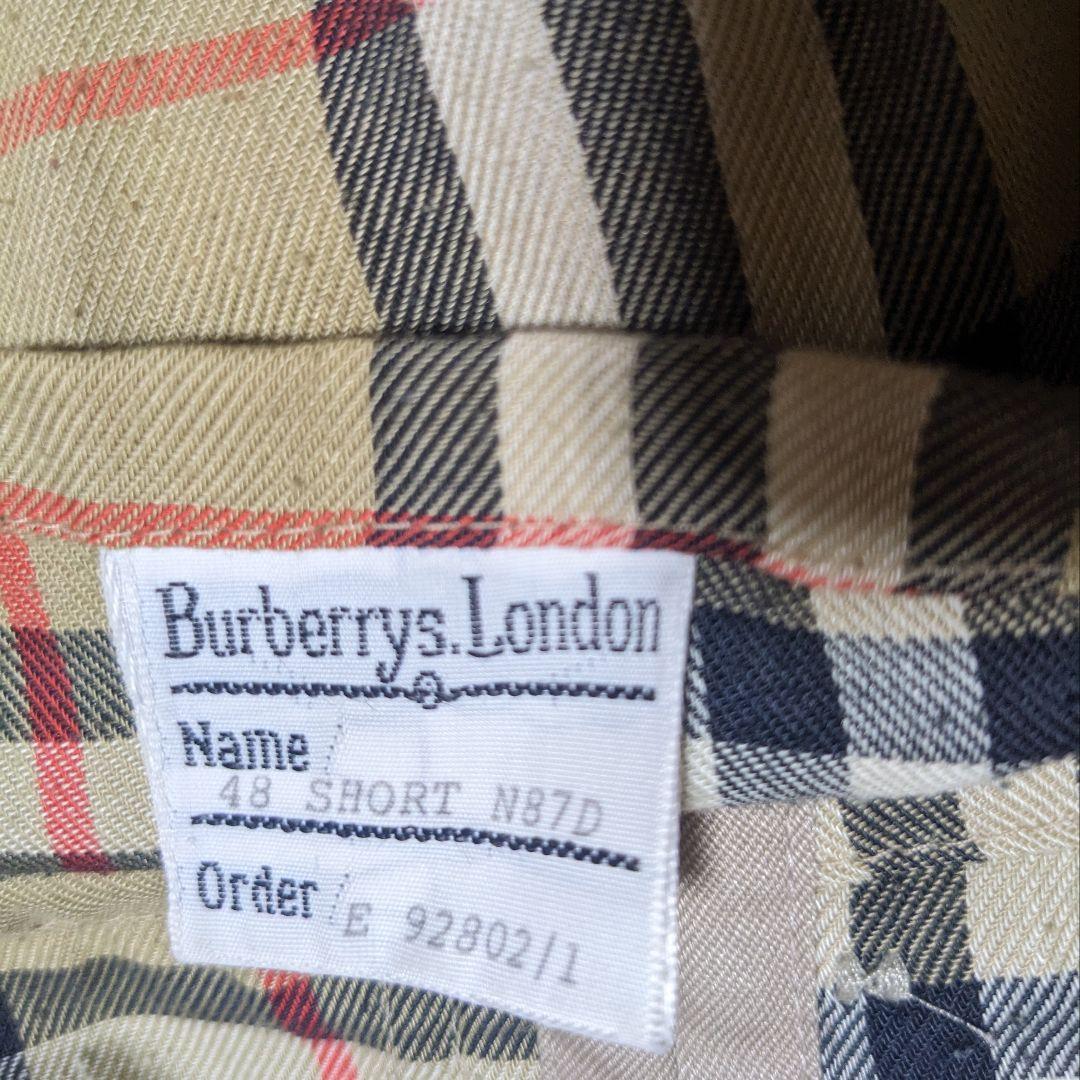 Burberrys.London
Name
48 SHORT N87D
Order
E 92802/1